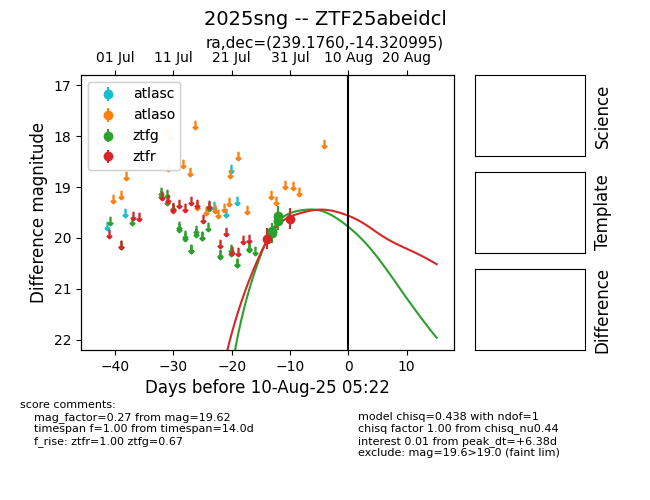 2025sng -- ZTF25abeidcl
ra,dec=(239.1760,-14.320995)
01 Jul 11 Jul 21 Jul 31 Jul 10 Aug 20 Aug
17
18
19
20
21
22
Difference magnitude
atlasc
atlaso
ztfg
ztfr
−40 −30 −20 −10 0 10
Days before 10-Aug-25 05:22
Science
Template
Difference
score comments:
mag_factor=0.27 from mag=19.62
timespan f=1.00 from timespan=14.0d
f_rise: ztfr=1.00 ztfg=0.67
model chisq=0.438 with ndof=1
chisq factor 1.00 from chisq_nu0.44
interest 0.01 from peak_dt=+6.38d
exclude: mag=19.6>19.0 (faint lim)